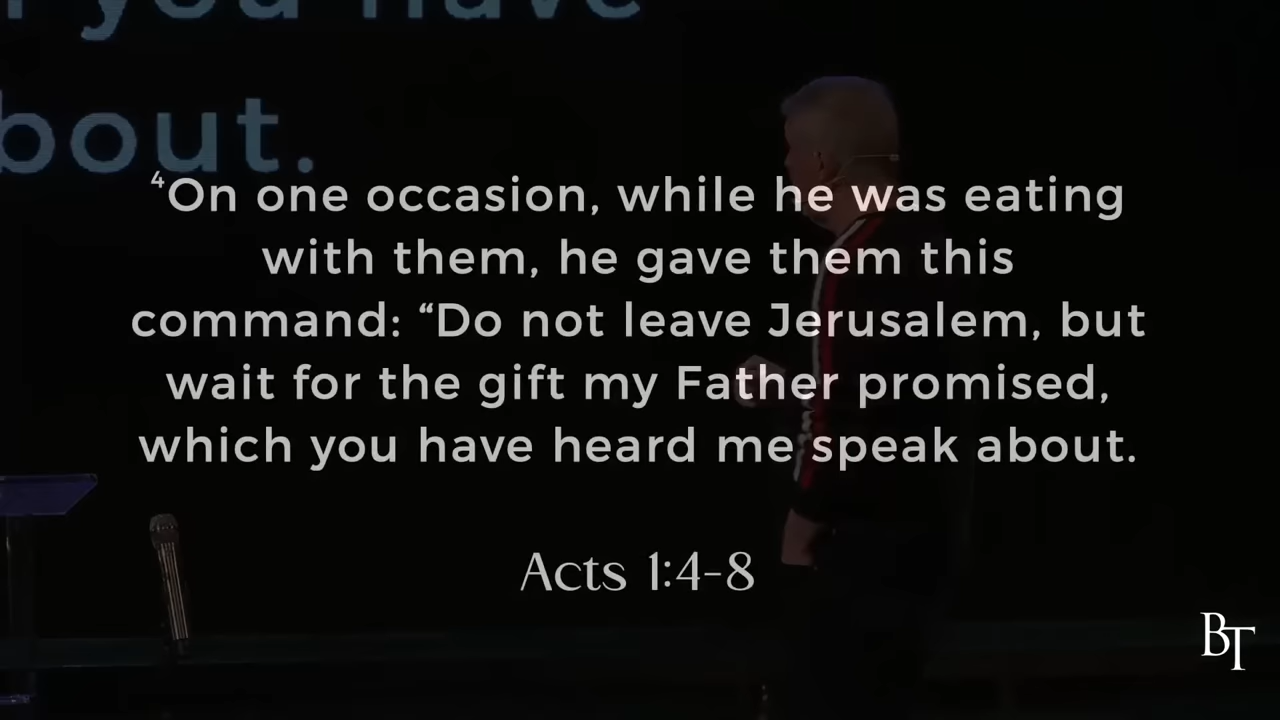 you have
bout.
⁴On one occasion, while he was eating
with them, he gave them this
command: “Do not leave Jerusalem, but
wait for the gift my Father promised,
which you have heard me speak about.
Acts 1:4-8
BT